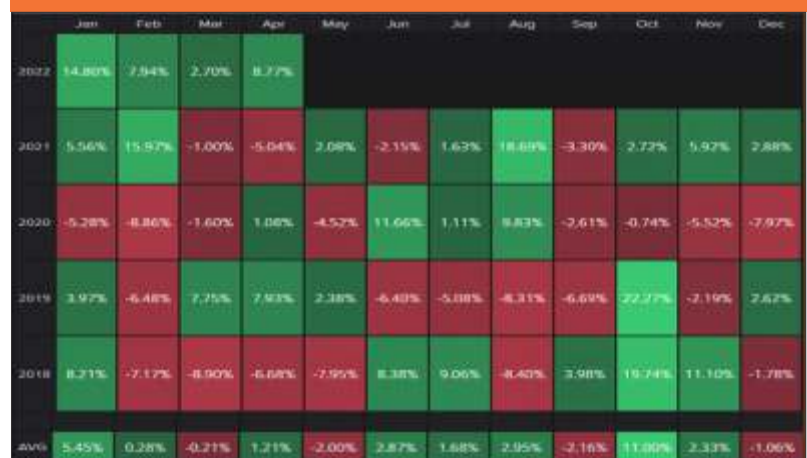 Jan Feb Mar Apr May Jun Jul Aug Sep Oct Nov Dec
2022 14.80% 7.94% 2.70% 8.77%
2021 5.56% 15.97% -1.00% -5.04% 2.08% -2.15% 1.63% 18.69% -3.30% 2.72% 5.92% 2.88%
2020 -5.28% -8.86% -1.60% 1.08% -4.52% 11.66% 1.11% 9.83% -2.61% -0.74% -5.52% -7.97%
2019 3.97% -6.48% 7.75% 7.93% 2.38% -6.40% -5.08% -8.31% -6.69% 22.27% -2.19% 2.62%
2018 8.21% -7.17% -8.90% -6.68% -7.95% 8.38% 9.06% -8.40% 3.98% 19.74% 11.10% -1.78%
AVG 5.45% 0.28% -0.21% 1.21% -2.00% 2.87% 1.68% 2.95% -2.16% 11.00% 2.33% -1.06%